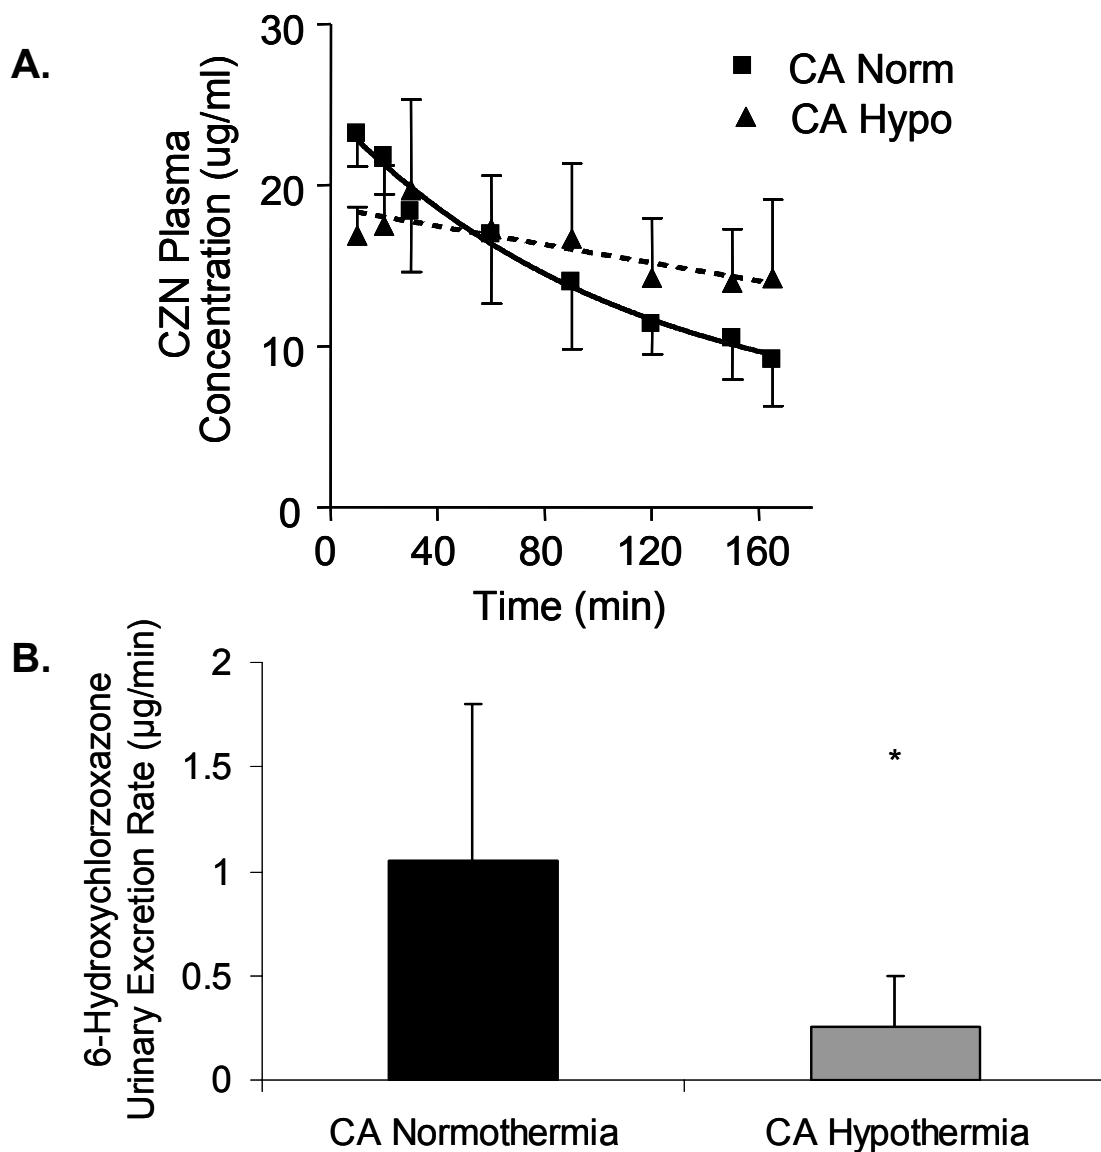 A.
CZN Plasma
Concentration (ug/ml)
30
20
10
0
CA Norm
CA Hypo
0 40 80 120 160
Time (min)
B.
6-Hydroxychlorzoxazone
Urinary Excretion Rate (µg/min)
2
1.5
1
0.5
0
*
CA Normothermia CA Hypothermia